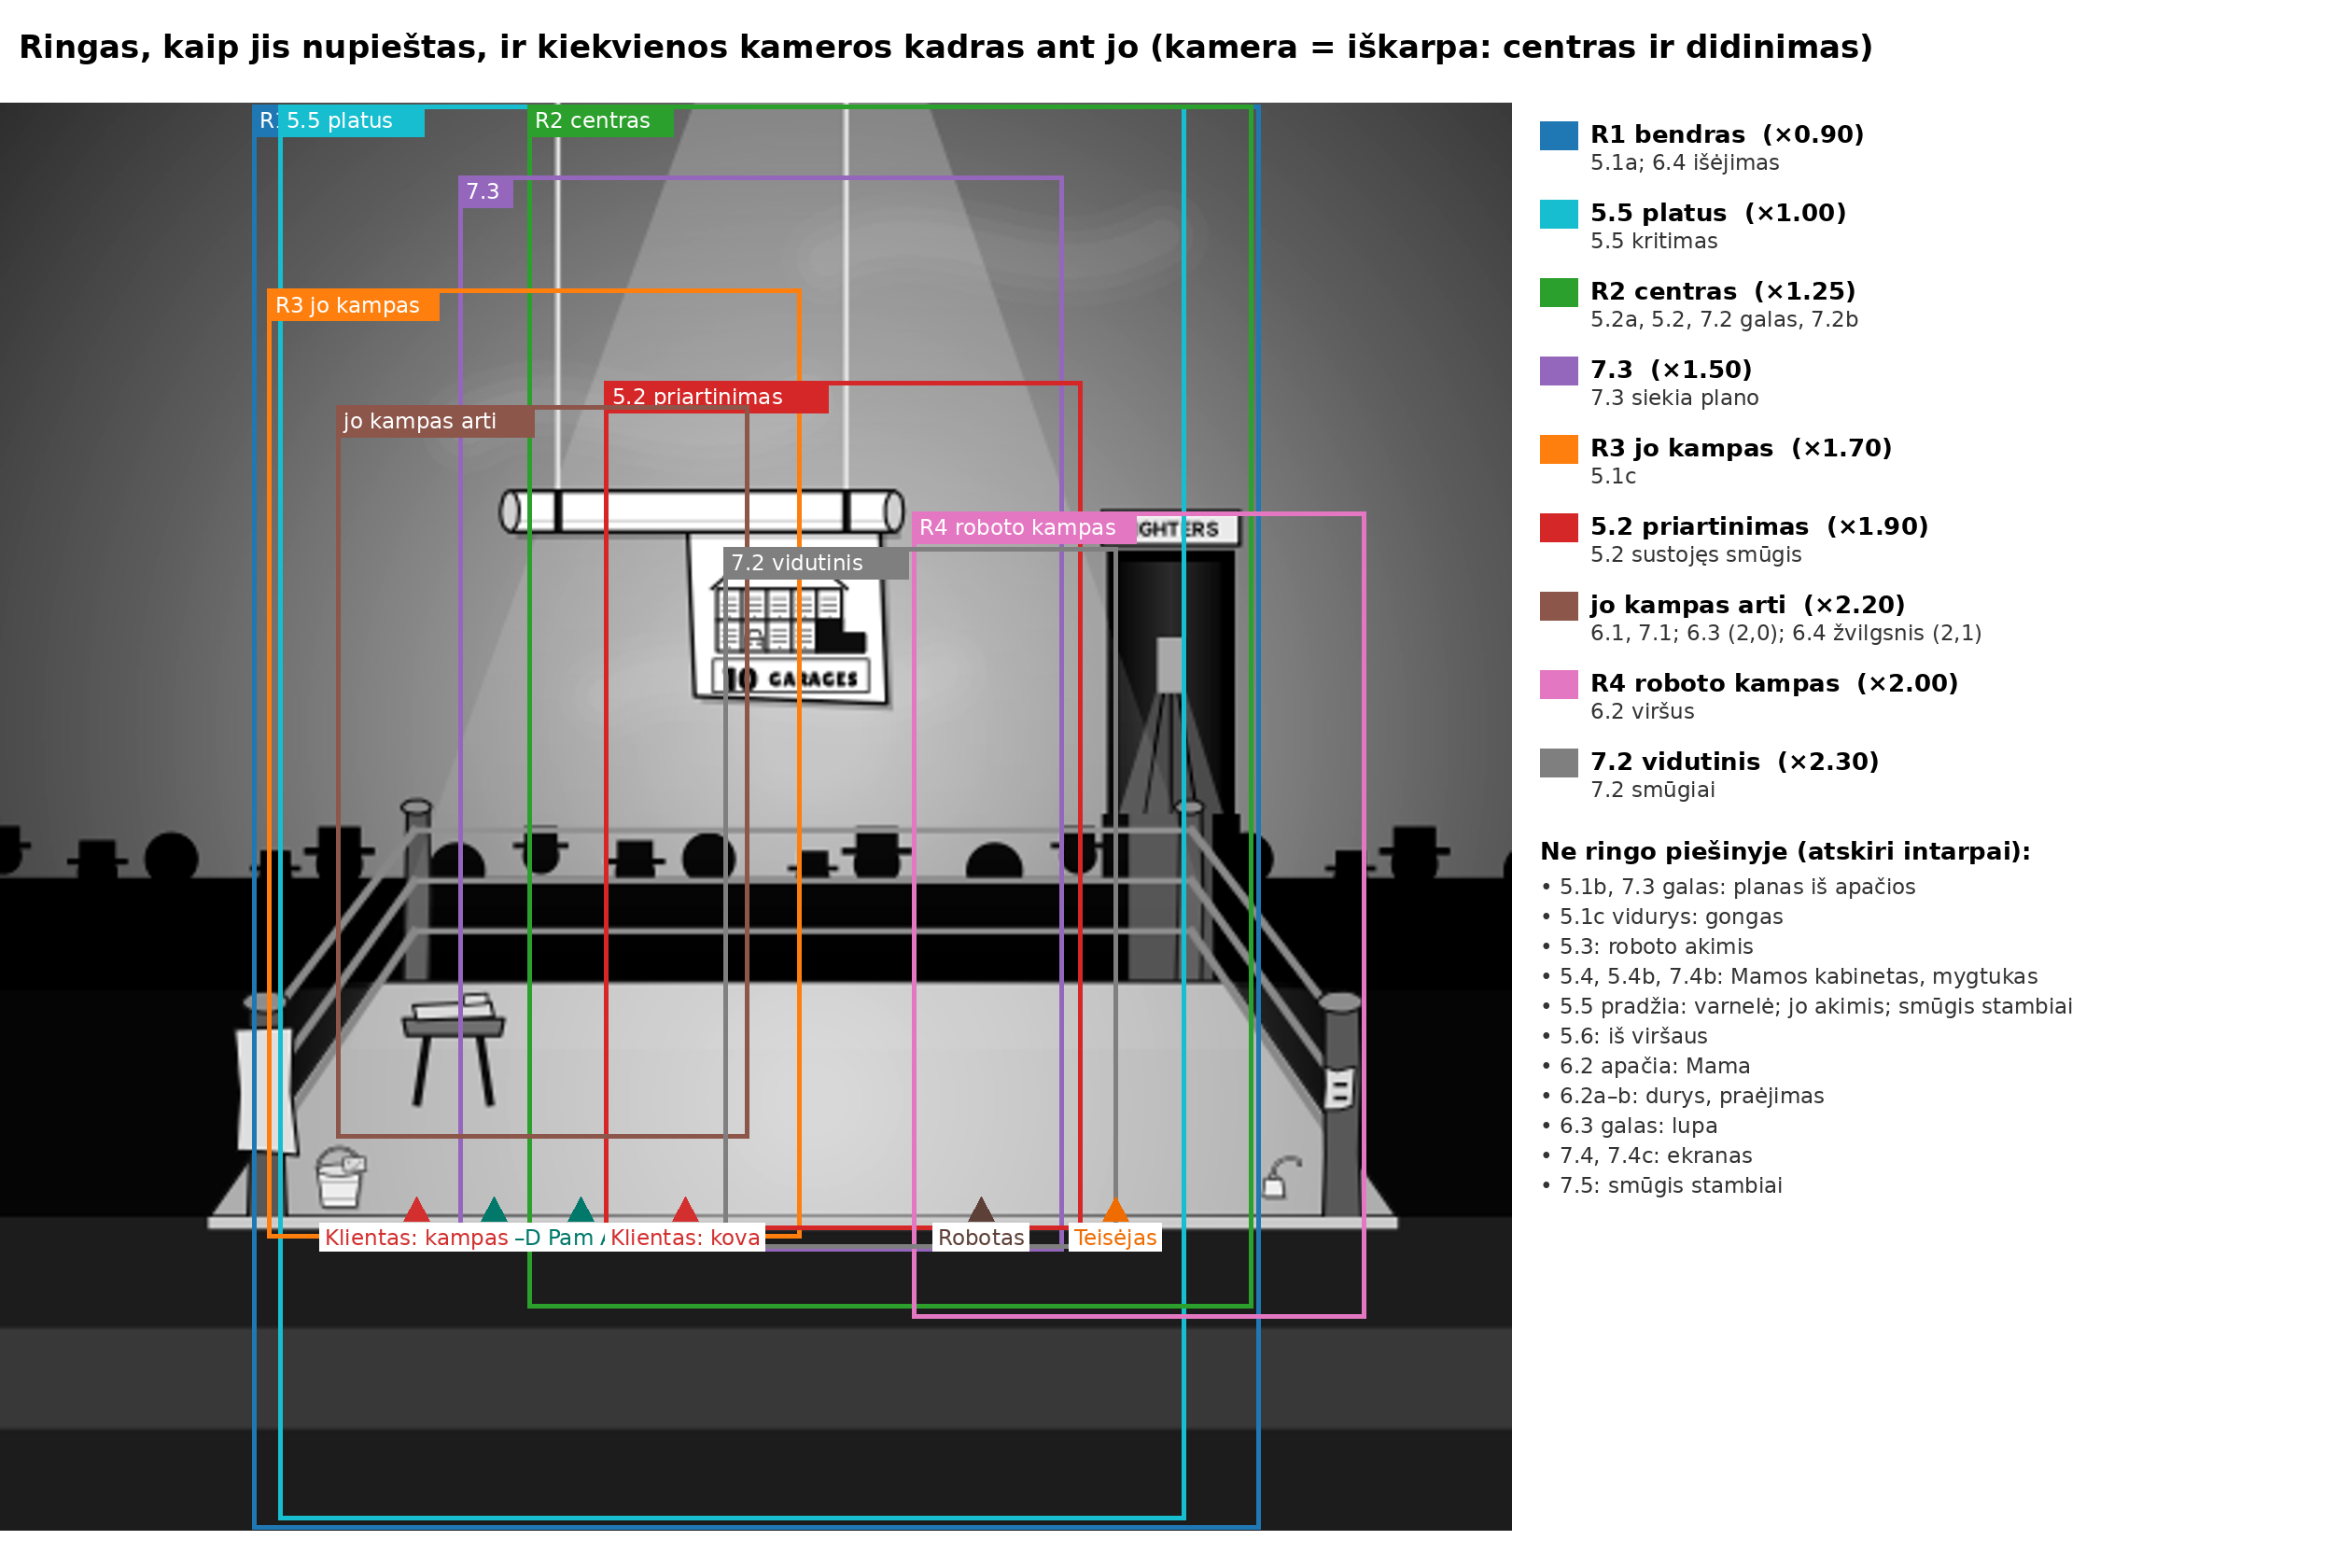 Ringas, kaip jis nupieštas, ir kiekvienos kameros kadras ant jo (kamera = iškarpa: centras ir didinimas)
5.5 platus
R2 centras
7.3
R3 jo kampas
5.2 priartinimas
jo kampas arti
R4 roboto kampas
GHTERS
7.2 vidutinis
10 GARAGES
Klientas: kampas
–D Pam
Klientas: kova
Robotas
Teisėjas
R1 bendras (×0.90)
5.1a; 6.4 išėjimas
5.5 platus (×1.00)
5.5 kritimas
R2 centras (×1.25)
5.2a, 5.2, 7.2 galas, 7.2b
7.3 (×1.50)
7.3 siekia plano
R3 jo kampas (×1.70)
5.1c
5.2 priartinimas (×1.90)
5.2 sustojęs smūgis
jo kampas arti (×2.20)
6.1, 7.1; 6.3 (2,0); 6.4 žvilgsnis (2,1)
R4 roboto kampas (×2.00)
6.2 viršus
7.2 vidutinis (×2.30)
7.2 smūgiai
Ne ringo piešinyje (atskiri intarpai):
• 5.1b, 7.3 galas: planas iš apačios
• 5.1c vidurys: gongas
• 5.3: roboto akimis
• 5.4, 5.4b, 7.4b: Mamos kabinetas, mygtukas
• 5.5 pradžia: varnelė; jo akimis; smūgis stambiai
• 5.6: iš viršaus
• 6.2 apačia: Mama
• 6.2a–b: durys, praėjimas
• 6.3 galas: lupa
• 7.4, 7.4c: ekranas
• 7.5: smūgis stambiai